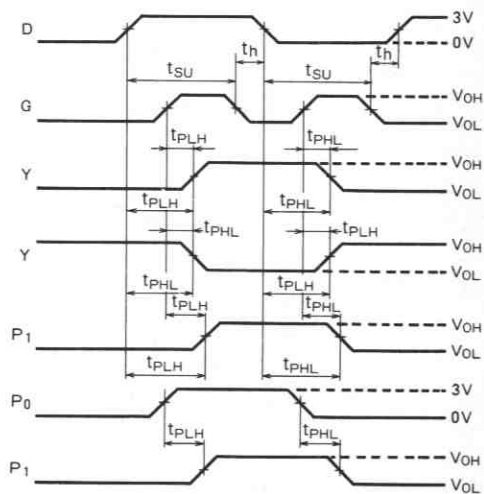 D 3V
0V
th th
tSU tSU
G VOH
VOL
tPLH tPHL
Y VOH
VOL
tPLH tPHL
tPHL tPLH
Y VOH
VOL
tPHL tPLH
tPLH tPHL
P1 VOH
VOL
tPLH tPHL
P0 3V
0V
tPLH tPHL
P1 VOH
VOL